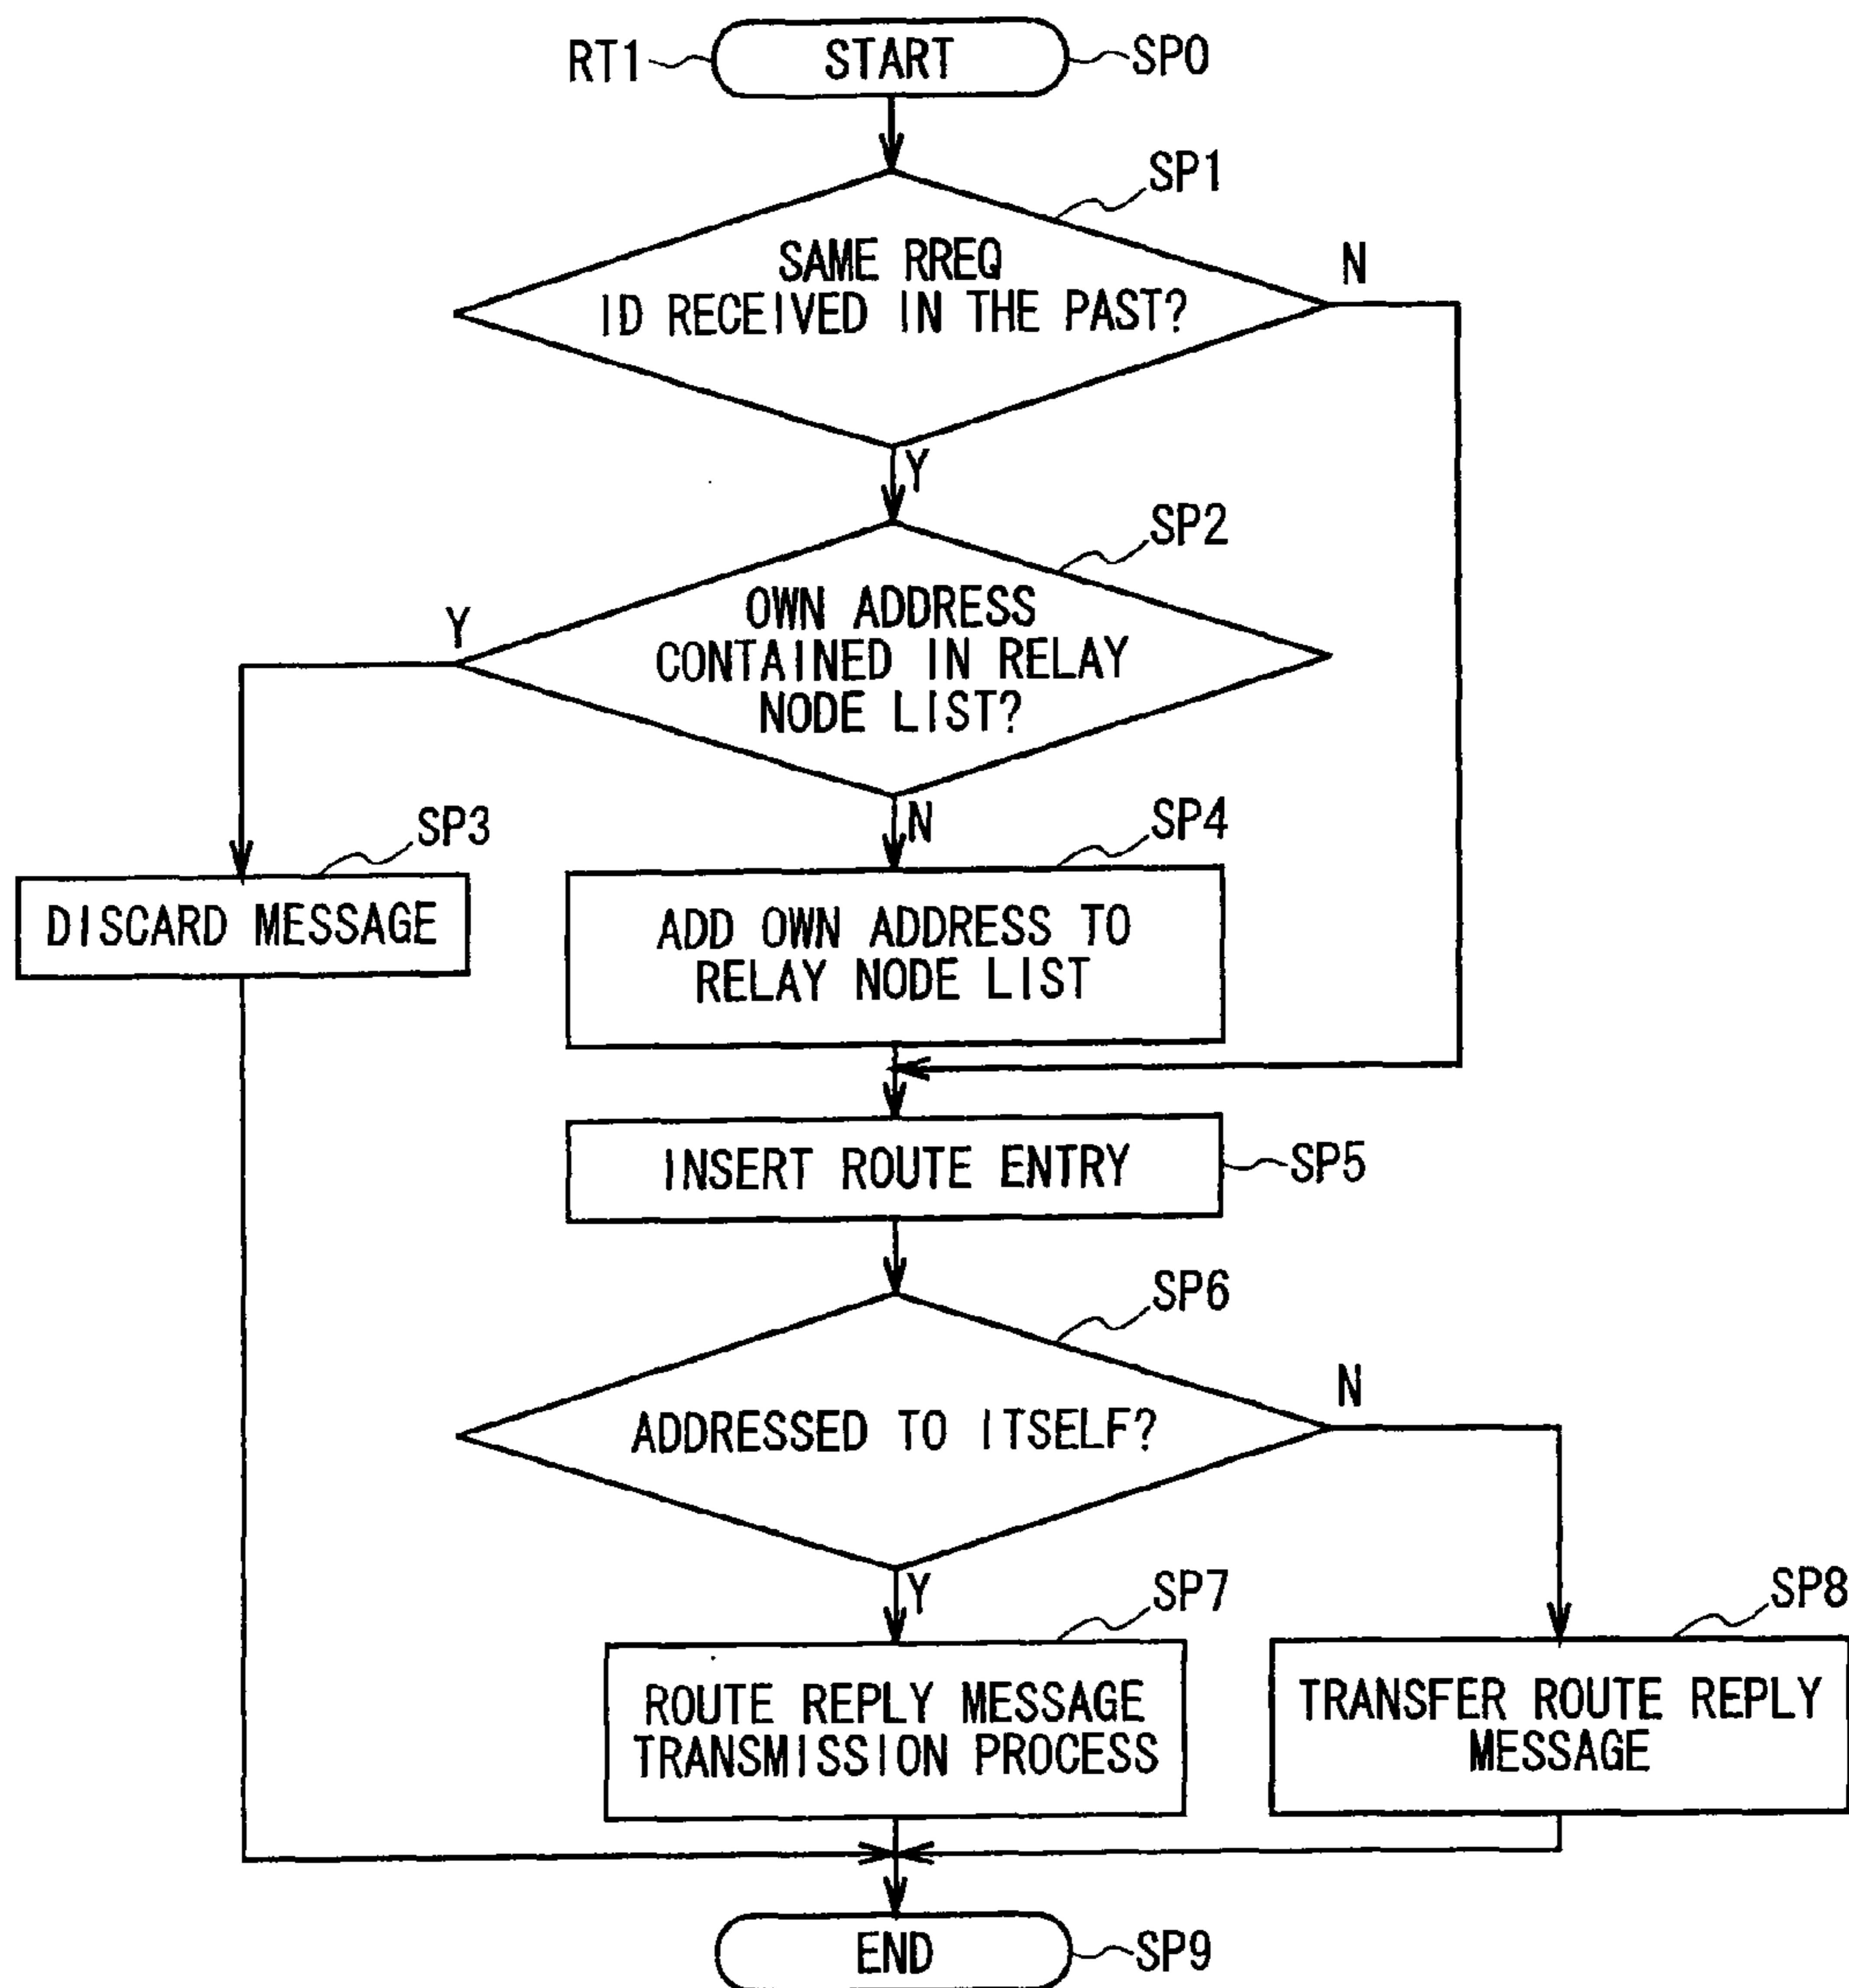 RT1
START
SP0
SP1
SAME RREQ
ID RECEIVED IN THE PAST?
N
Y
SP2
OWN ADDRESS
CONTAINED IN RELAY
NODE LIST?
Y
N
SP3
DISCARD MESSAGE
SP4
ADD OWN ADDRESS TO
RELAY NODE LIST
INSERT ROUTE ENTRY
SP5
SP6
ADDRESSED TO ITSELF?
N
Y
SP7
ROUTE REPLY MESSAGE
TRANSMISSION PROCESS
SP8
TRANSFER ROUTE REPLY
MESSAGE
END
SP9